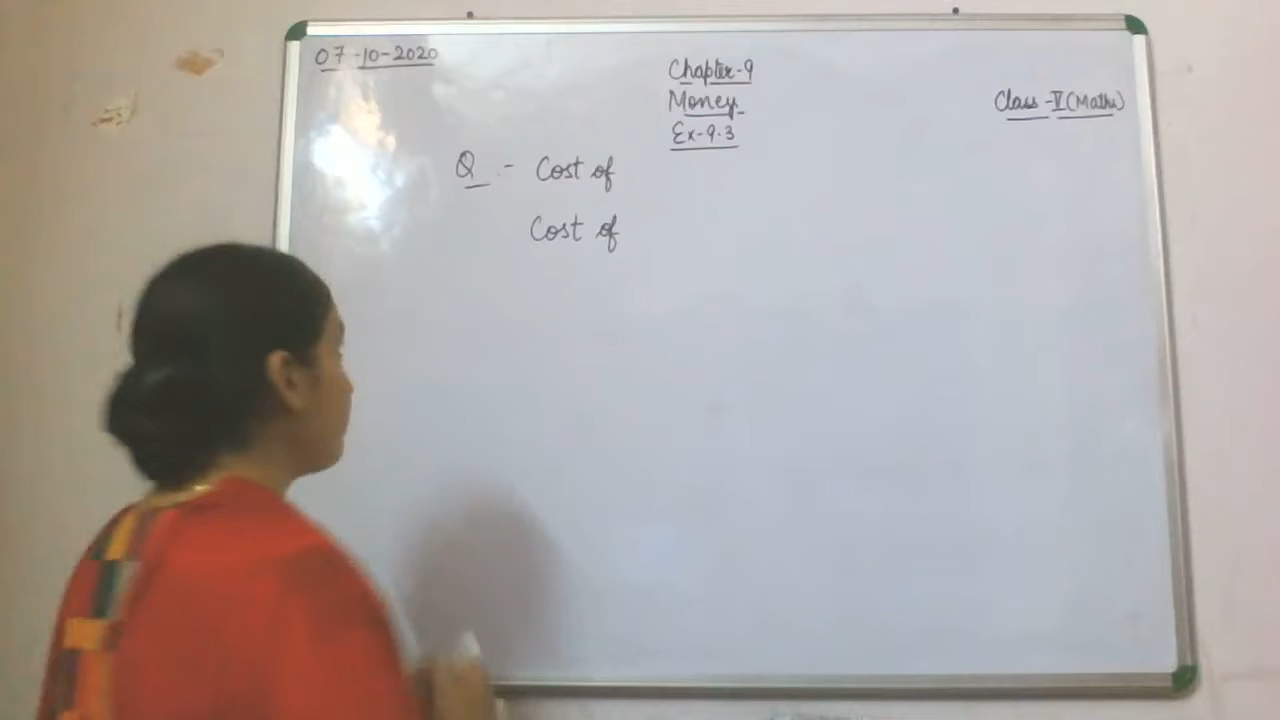 07-10-2020
Chapter-9
Money
Class -V (Maths)
Ex-9.3
Q.- Cost of
Cost of